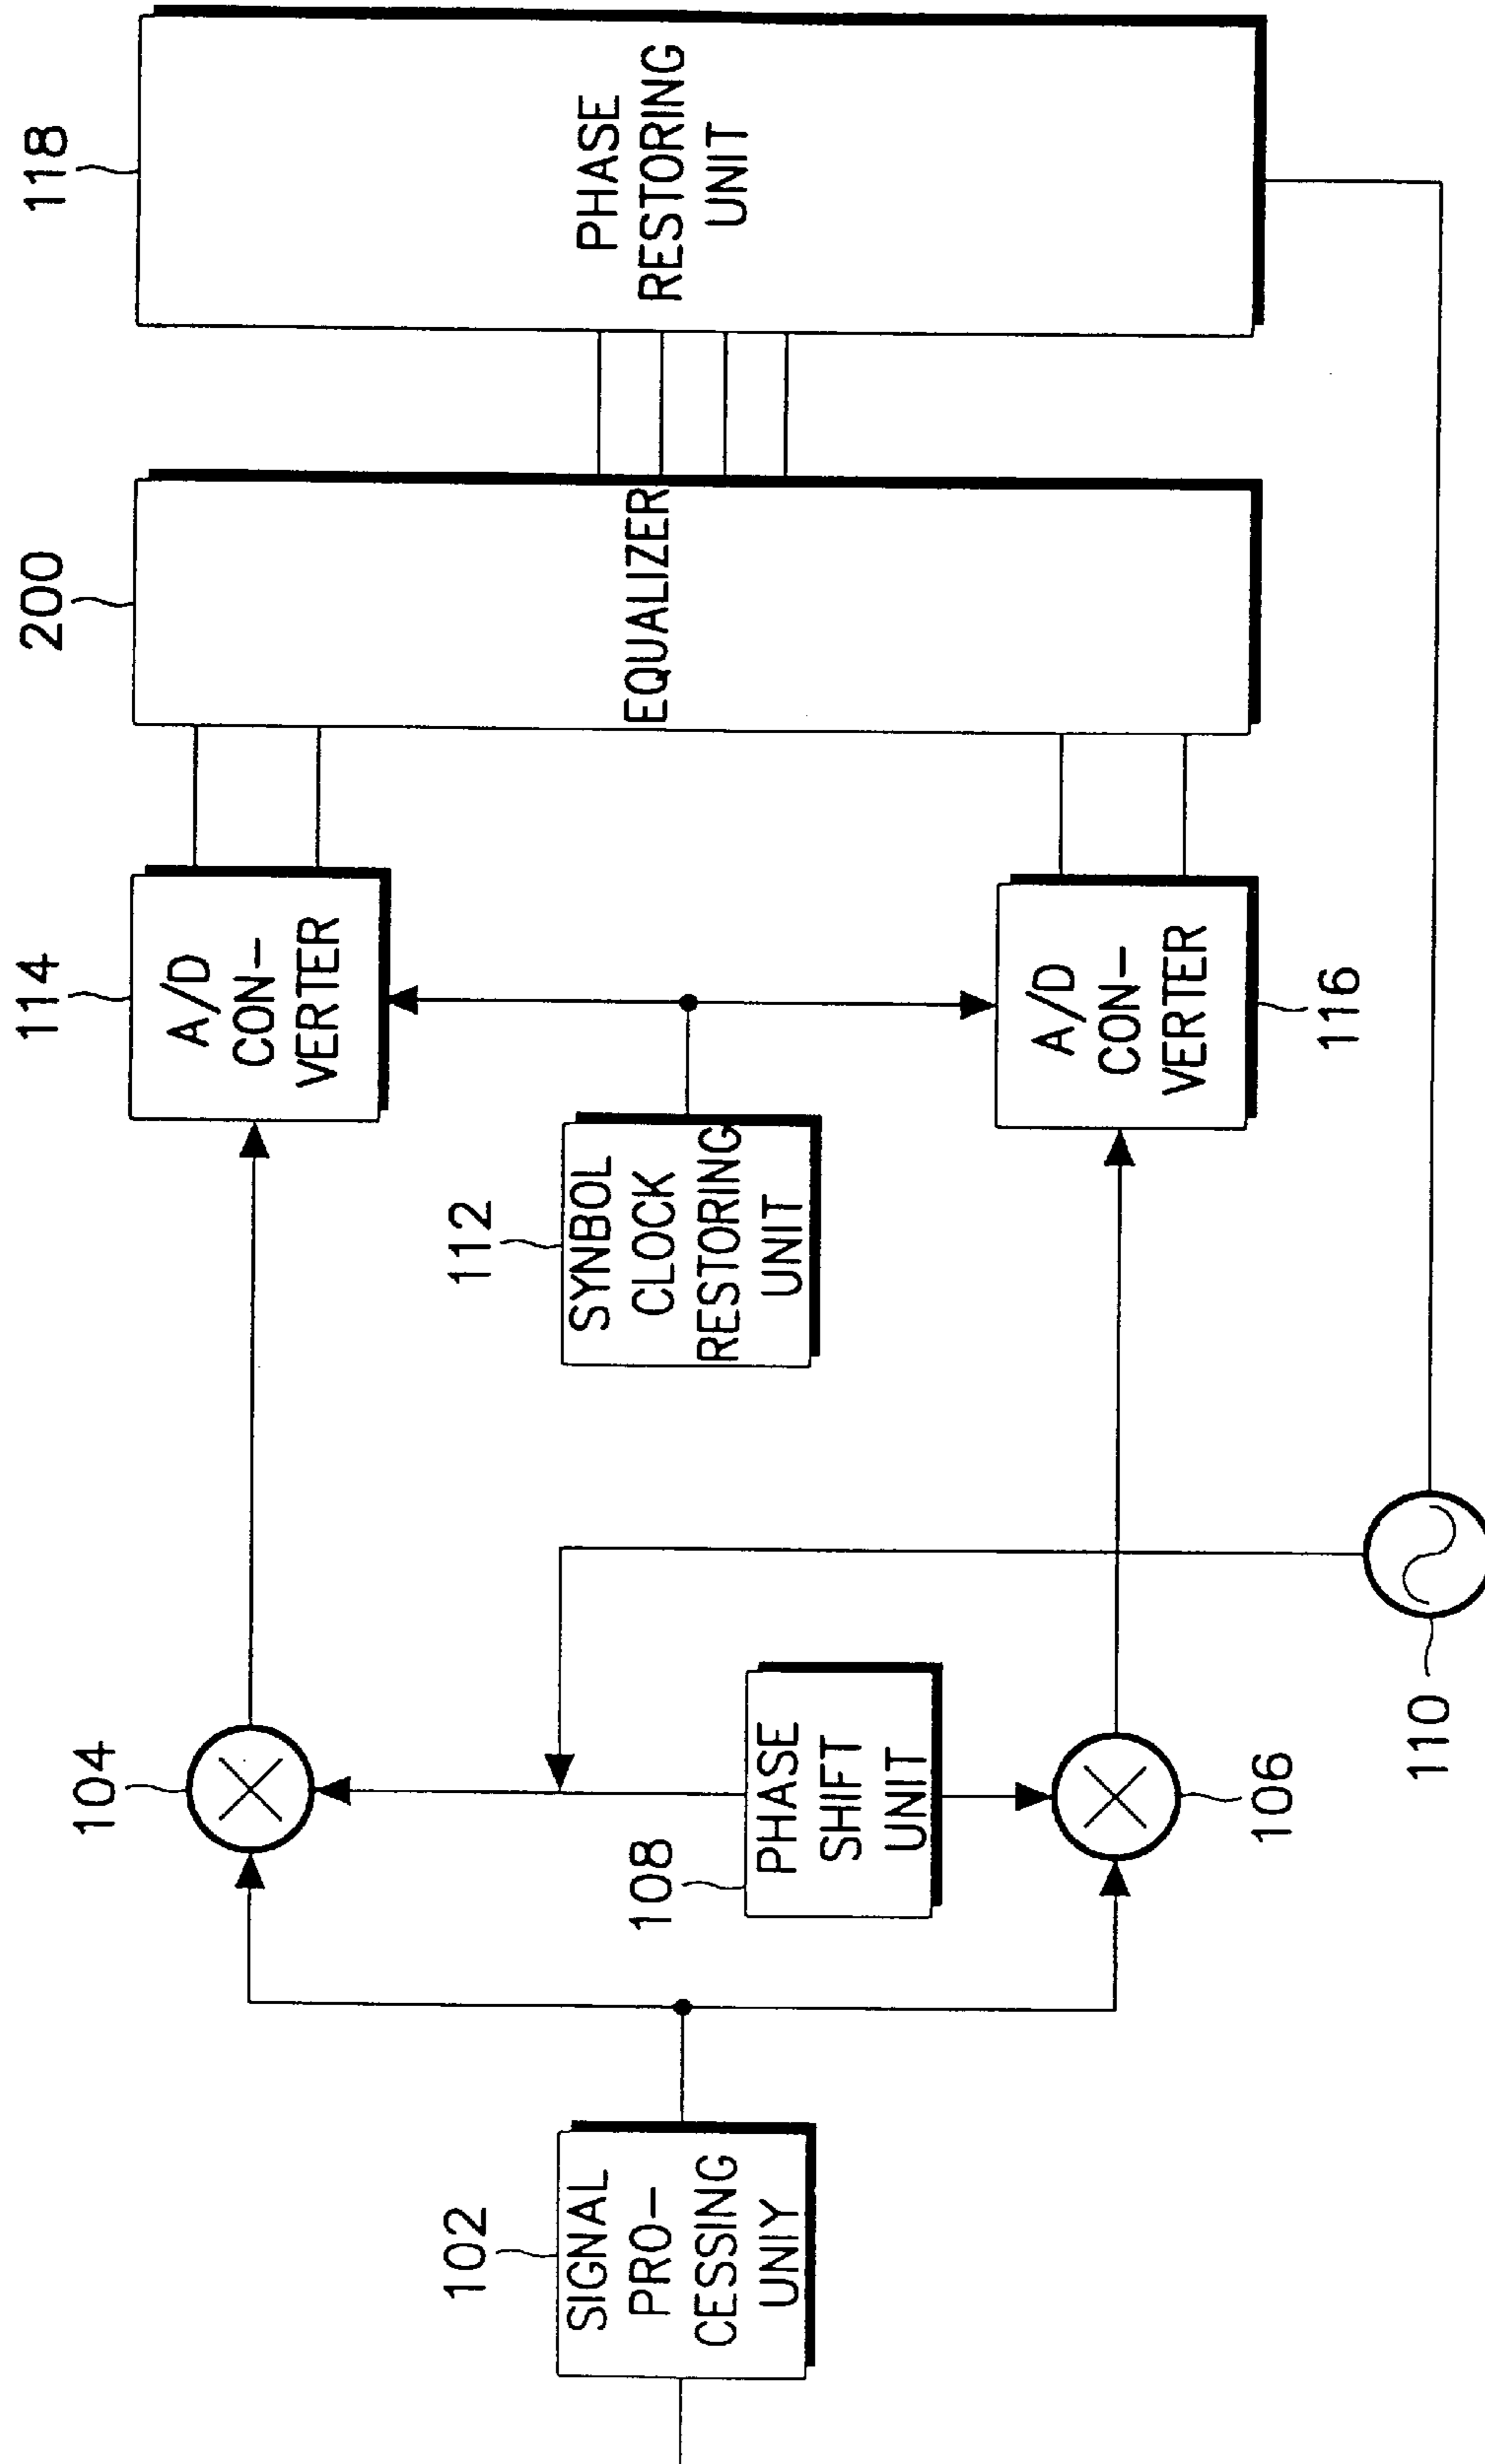 102
SIGNAL
PRO-
CESSING
UNIY
104
106
108
PHASE
SHIFT
UNIT
110
112
SYNBOL
CLOCK
RESTORING
UNIT
114
A/D
CON-
VERTER
116
A/D
CON-
VERTER
200
EQUALIZER
118
PHASE
RESTORING
UNIT